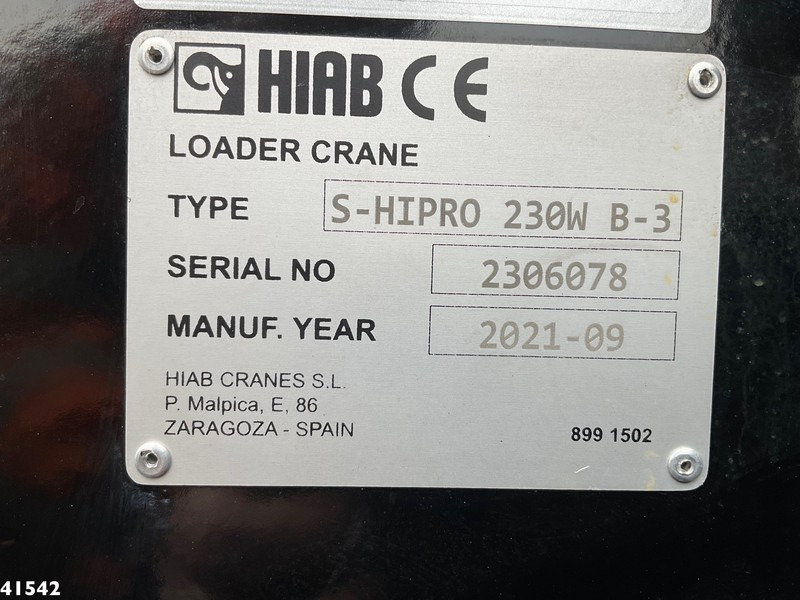 HIAB CE
LOADER CRANE
TYPE S-HIPRO 230W B-3
SERIAL NO 2306078
MANUF. YEAR 2021-09
HIAB CRANES S.L.
P. Malpica, E, 86
ZARAGOZA - SPAIN
899 1502
41542